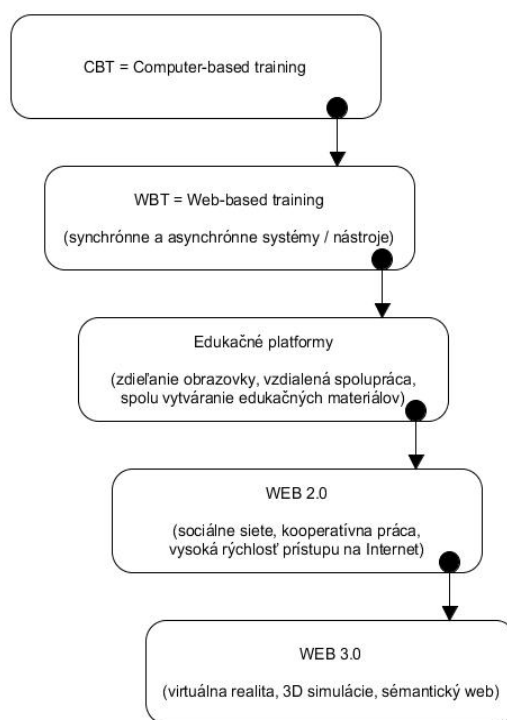 CBT = Computer-based training
WBT = Web-based training
(synchrónne a asynchrónne systémy / nástroje)
Edukačné platformy
(zdieľanie obrazovky, vzdialená spolupráca,
spolu vytváranie edukačných materiálov)
WEB 2.0
(sociálne siete, kooperatívna práca,
vysoká rýchlosť prístupu na Internet)
WEB 3.0
(virtuálna realita, 3D simulácie, sémantický web)